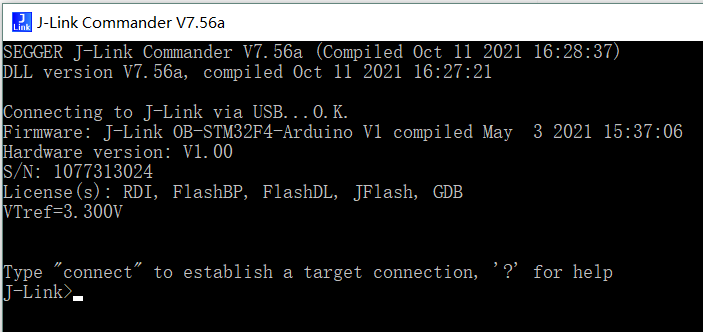 J-Link Commander V7.56a
SEGGER J-Link Commander V7.56a (Compiled Oct 11 2021 16:28:37)
DLL version V7.56a, compiled Oct 11 2021 16:27:21
Connecting to J-Link via USB...O.K.
Firmware: J-Link OB-STM32F4-Arduino V1 compiled May  3 2021 15:37:06
Hardware version: V1.00
S/N: 1077313024
License(s): RDI, FlashBP, FlashDL, JFlash, GDB
VTref=3.300V
Type "connect" to establish a target connection, '?' for help
J-Link>